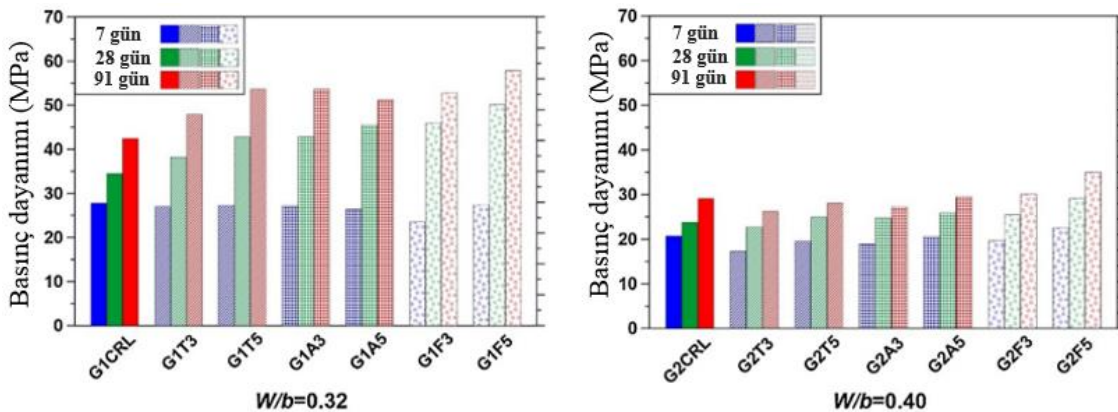 Basınç dayanımı (MPa)
70
60
50
40
30
20
10
0
7 gün
28 gün
91 gün
G1CRL
G1T3
G1T5
G1A3
G1A5
G1F3
G1F5
W/b=0.32
Basınç dayanımı (MPa)
70
60
50
40
30
20
10
0
7 gün
28 gün
91 gün
G2CRL
G2T3
G2T5
G2A3
G2A5
G2F3
G2F5
W/b=0.40